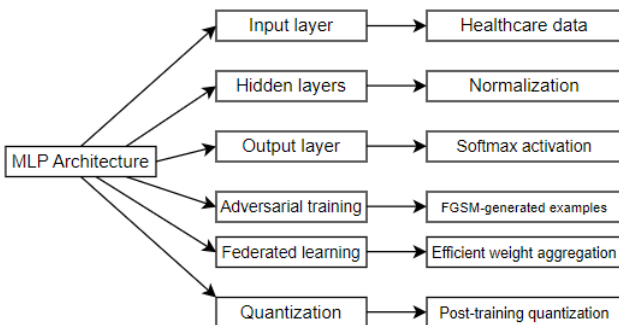 Input layer
Healthcare data
Hidden layers
Normalization
MLP Architecture
Output layer
Softmax activation
Adversarial training
FGSM-generated examples
Federated learning
Efficient weight aggregation
Quantization
Post-training quantization